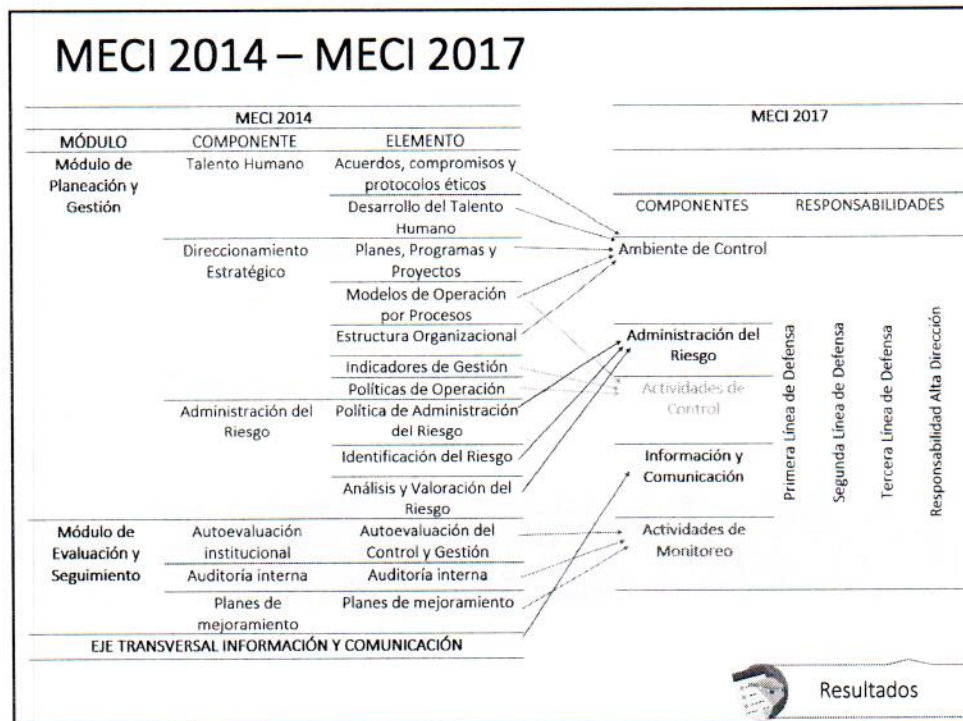 MECI 2014 – MECI 2017
MECI 2014
MÓDULO COMPONENTE ELEMENTO
Módulo de Planeación y Gestión
Talento Humano
Acuerdos, compromisos y
protocolos éticos
Desarrollo del Talento
Humano
Direccionamiento
Estratégico
Planes, Programas y
Proyectos
Modelos de Operación
por Procesos
Estructura Organizacional
Indicadores de Gestión
Políticas de Operación
Administración del
Riesgo
Política de Administración
del Riesgo
Identificación del Riesgo
Análisis y Valoración del
Riesgo
Módulo de
Evaluación y
Seguimiento
Autoevaluación
institucional
Autoevaluación del
Control y Gestión
Auditoría interna
Auditoría interna
Planes de
mejoramiento
Planes de mejoramiento
EJE TRANSVERSAL INFORMACIÓN Y COMUNICACIÓN
MECI 2017
COMPONENTES RESPONSABILIDADES
Ambiente de Control
Administración del
Riesgo
Actividades de
Control
Información y
Comunicación
Actividades de
Monitoreo
Primera Línea de Defensa
Segunda Línea de Defensa
Tercera Línea de Defensa
Responsabilidad Alta Dirección
Resultados